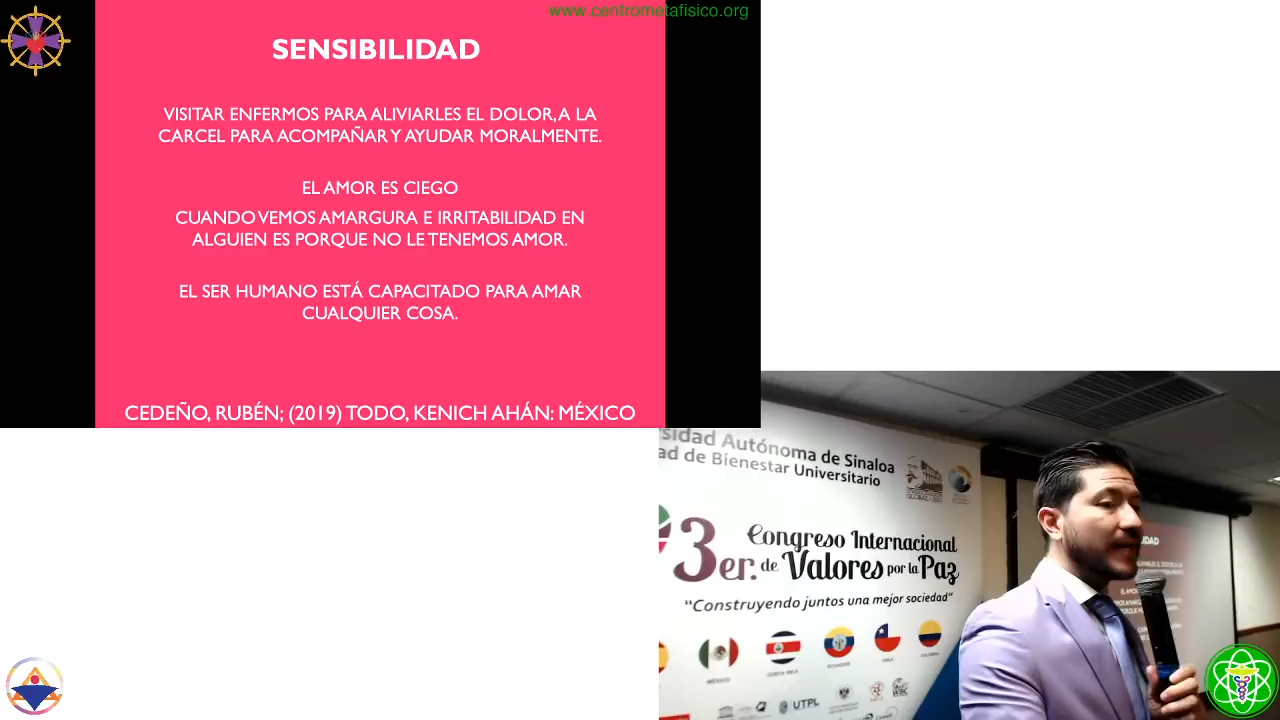 www.centrometafisico.org
SENSIBILIDAD
VISITAR ENFERMOS PARA ALIVIARLES EL DOLOR, A LA
CARCEL PARA ACOMPAÑAR Y AYUDAR MORALMENTE.
EL AMOR ES CIEGO
CUANDO VEMOS AMARGURA E IRRITABILIDAD EN
ALGUIEN ES PORQUE NO LE TENEMOS AMOR.
EL SER HUMANO ESTÁ CAPACITADO PARA AMAR
CUALQUIER COSA.
CEDEÑO, RUBÉN; (2019) TODO, KENICH AHÁN: MÉXICO
sidad Autónoma de Sinaloa
ad de Bienestar Universitario
3er. Congreso Internacional
de Valores por la Paz
"Construyendo juntos una mejor sociedad"
MÉXICO
COSTA RICA
ECUADOR
CHILE
COLOMBIA
UTPL